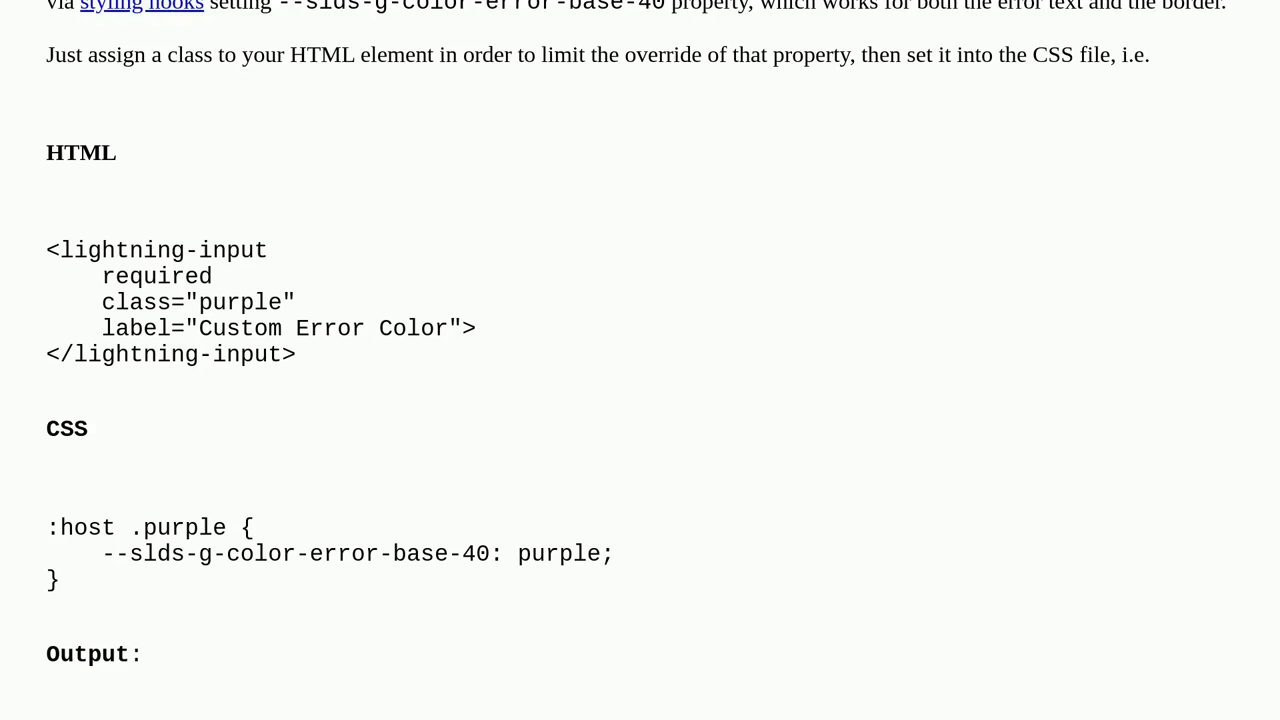 via styling hooks setting --slds-g-color-error-base-40 property, which works for both the error text and the border.
Just assign a class to your HTML element in order to limit the override of that property, then set it into the CSS file, i.e.
HTML
<lightning-input
    required
    class="purple"
    label="Custom Error Color">
</lightning-input>
CSS
:host .purple {
    --slds-g-color-error-base-40: purple;
}
Output: